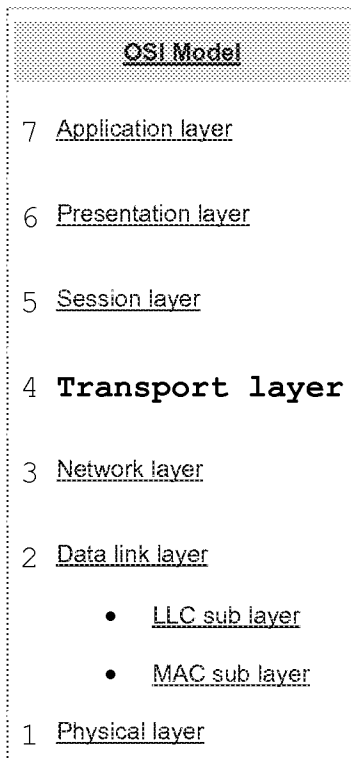 OSI Model
7 Application layer
6 Presentation layer
5 Session layer
4 Transport layer
3 Network layer
2 Data link layer
• LLC sub layer
• MAC sub layer
1 Physical layer